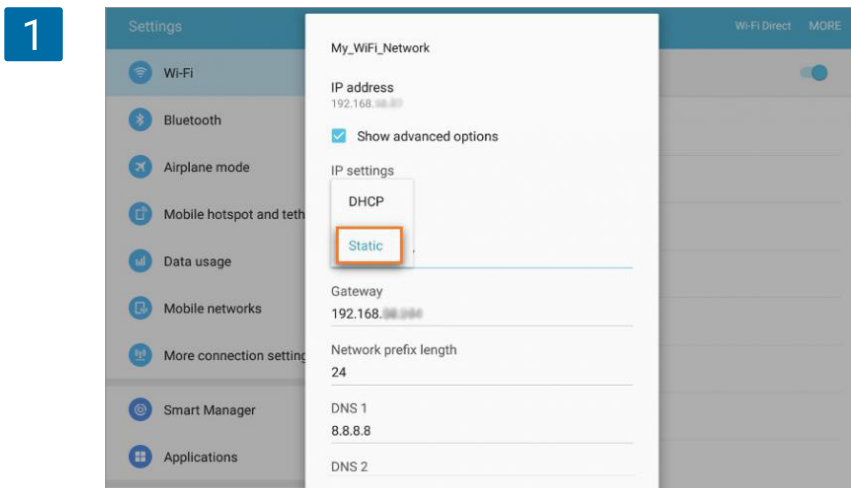 1
Settings
Wi-Fi Direct MORE
My_WiFi_Network
Wi-Fi
IP address
192.168.
Bluetooth
Show advanced options
Airplane mode
IP settings
DHCP
Mobile hotspot and teth
Static
Data usage
Gateway
Mobile networks
192.168.
Network prefix length
More connection setting
24
Smart Manager
DNS 1
8.8.8.8
Applications
DNS 2